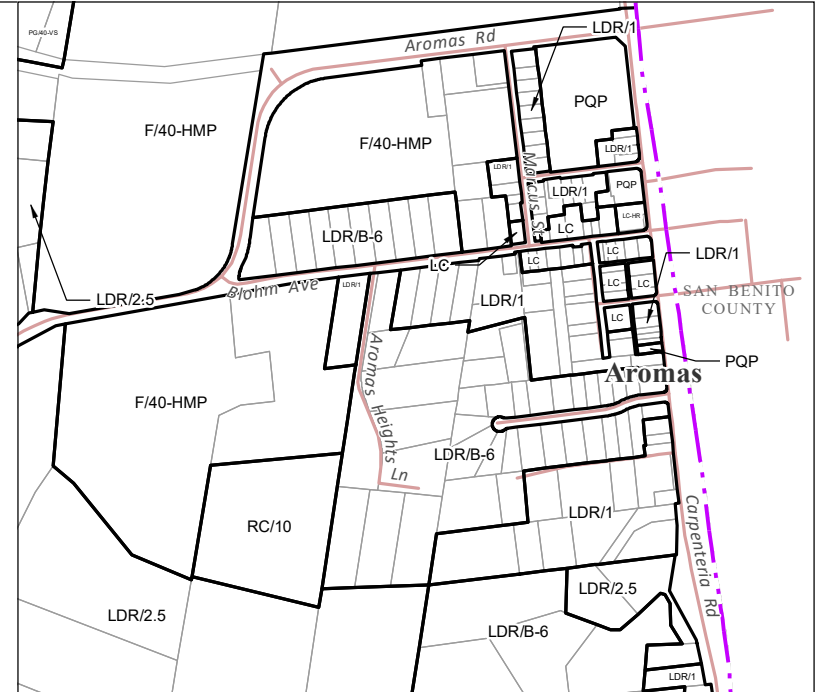 PG/40-VS
Aromas Rd
LDR/1
F/40-HMP
PQP
F/40-HMP
LDR/1
LDR/1
Marcus St
LDR/1
PQP
LC-HR
LC
LDR/B-6
LC
LC
LC
LDR/1
LDR/1
LC
LC
SAN BENITO
COUNTY
Blohm Ave
LDR/2.5
LDR/1
LC
PQP
Aromas
Aromas Heights
Ln
F/40-HMP
LDR/B-6
RC/10
LDR/1
Carpenteria Rd
LDR/2.5
LDR/2.5
LDR/B-6
LDR/1